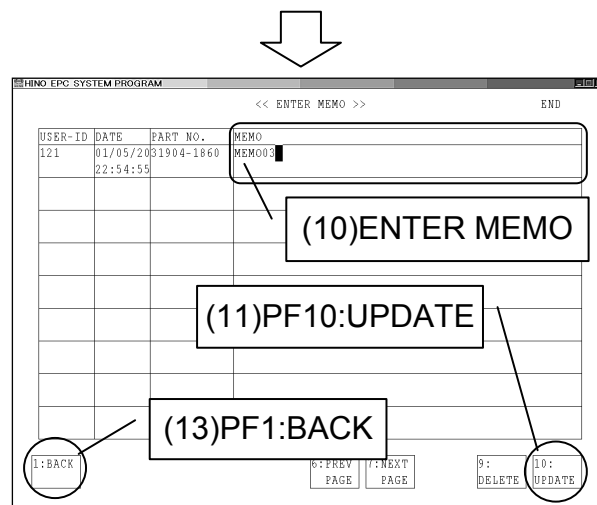 HINO EPC SYSTEM PROGRAM
<< ENTER MEMO >> END
USER-ID DATE PART NO. MEMO
121 01/05/20 31904-1860 MEMO03
22:54:55
(10)ENTER MEMO
(11)PF10:UPDATE
(13)PF1:BACK
1:BACK 6:PREV 7:NEXT 9: 10:
PAGE PAGE DELETE UPDATE